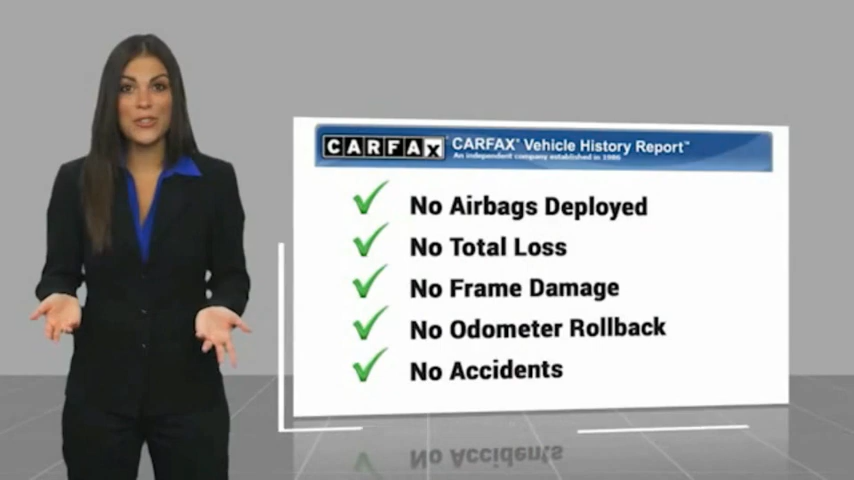 CARFAX CARFAX® Vehicle History Report™
An independent company established in 1986
No Airbags Deployed
No Total Loss
No Frame Damage
No Odometer Rollback
No Accidents
No Accidents